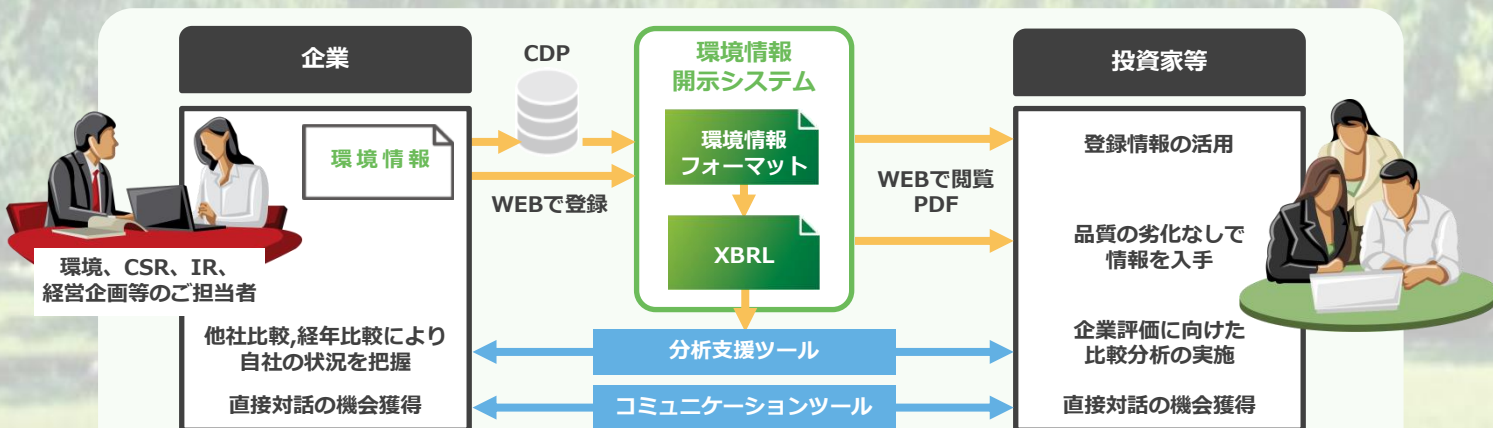 企業
環境情報
環境、CSR、IR、
経営企画等のご担当者
他社比較,経年比較により
自社の状況を把握
直接対話の機会獲得
CDP
WEBで登録
環境情報
開示システム
環境情報
フォーマット
XBRL
分析支援ツール
コミュニケーションツール
WEBで閲覧
PDF
投資家等
登録情報の活用
品質の劣化なしで
情報を入手
企業評価に向けた
比較分析の実施
直接対話の機会獲得